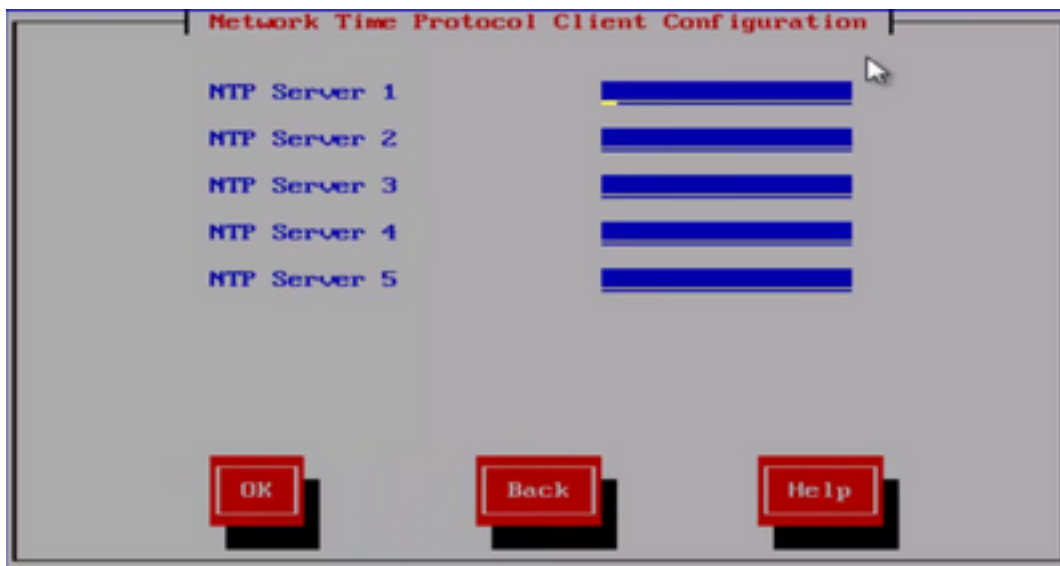 Network Time Protocol Client Configuration
NTP Server 1
NTP Server 2
NTP Server 3
NTP Server 4
NTP Server 5
OK Back Help